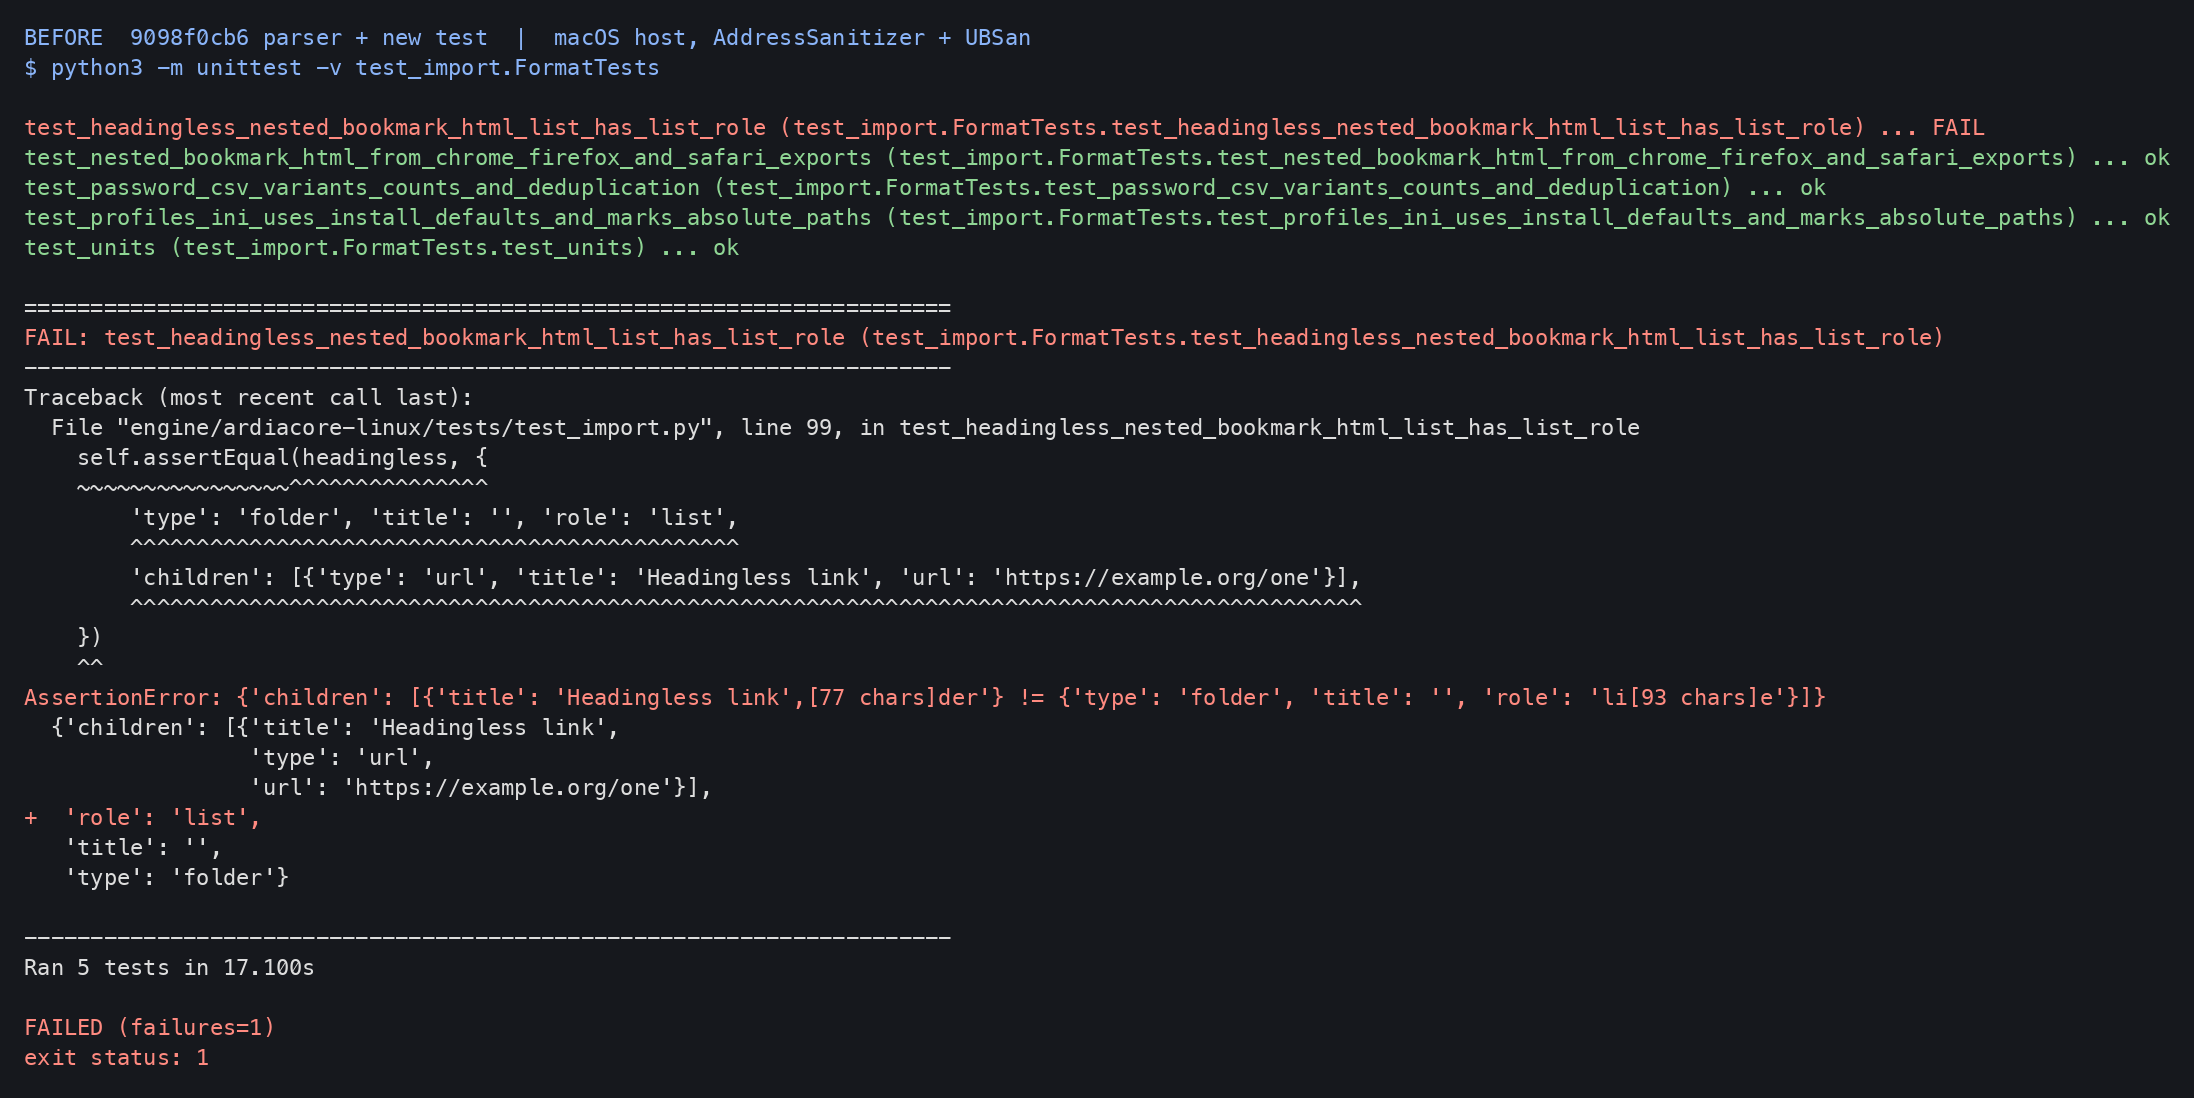 BEFORE  9098f0cb6 parser + new test  |  macOS host, AddressSanitizer + UBSan
$ python3 -m unittest -v test_import.FormatTests

test_headingless_nested_bookmark_html_list_has_list_role (test_import.FormatTests.test_headingless_nested_bookmark_html_list_has_list_role) ... FAIL
test_nested_bookmark_html_from_chrome_firefox_and_safari_exports (test_import.FormatTests.test_nested_bookmark_html_from_chrome_firefox_and_safari_exports) ... ok
test_password_csv_variants_counts_and_deduplication (test_import.FormatTests.test_password_csv_variants_counts_and_deduplication) ... ok
test_profiles_ini_uses_install_defaults_and_marks_absolute_paths (test_import.FormatTests.test_profiles_ini_uses_install_defaults_and_marks_absolute_paths) ... ok
test_units (test_import.FormatTests.test_units) ... ok

======================================================================
FAIL: test_headingless_nested_bookmark_html_list_has_list_role (test_import.FormatTests.test_headingless_nested_bookmark_html_list_has_list_role)
----------------------------------------------------------------------
Traceback (most recent call last):
  File "engine/ardiacore-linux/tests/test_import.py", line 99, in test_headingless_nested_bookmark_html_list_has_list_role
    self.assertEqual(headingless, {
    ~~~~~~~~~~~~~~~~^^^^^^^^^^^^^^^
        'type': 'folder', 'title': '', 'role': 'list',
        ^^^^^^^^^^^^^^^^^^^^^^^^^^^^^^^^^^^^^^^^^^^^^^
        'children': [{'type': 'url', 'title': 'Headingless link', 'url': 'https://example.org/one'}],
        ^^^^^^^^^^^^^^^^^^^^^^^^^^^^^^^^^^^^^^^^^^^^^^^^^^^^^^^^^^^^^^^^^^^^^^^^^^^^^^^^^^^^^^^^^^^^^
    })
    ^^
AssertionError: {'children': [{'title': 'Headingless link',[77 chars]der'} != {'type': 'folder', 'title': '', 'role': 'li[93 chars]e'}]}
  {'children': [{'title': 'Headingless link',
                 'type': 'url',
                 'url': 'https://example.org/one'}],
+  'role': 'list',
   'title': '',
   'type': 'folder'}

----------------------------------------------------------------------
Ran 5 tests in 17.100s

FAILED (failures=1)
exit status: 1